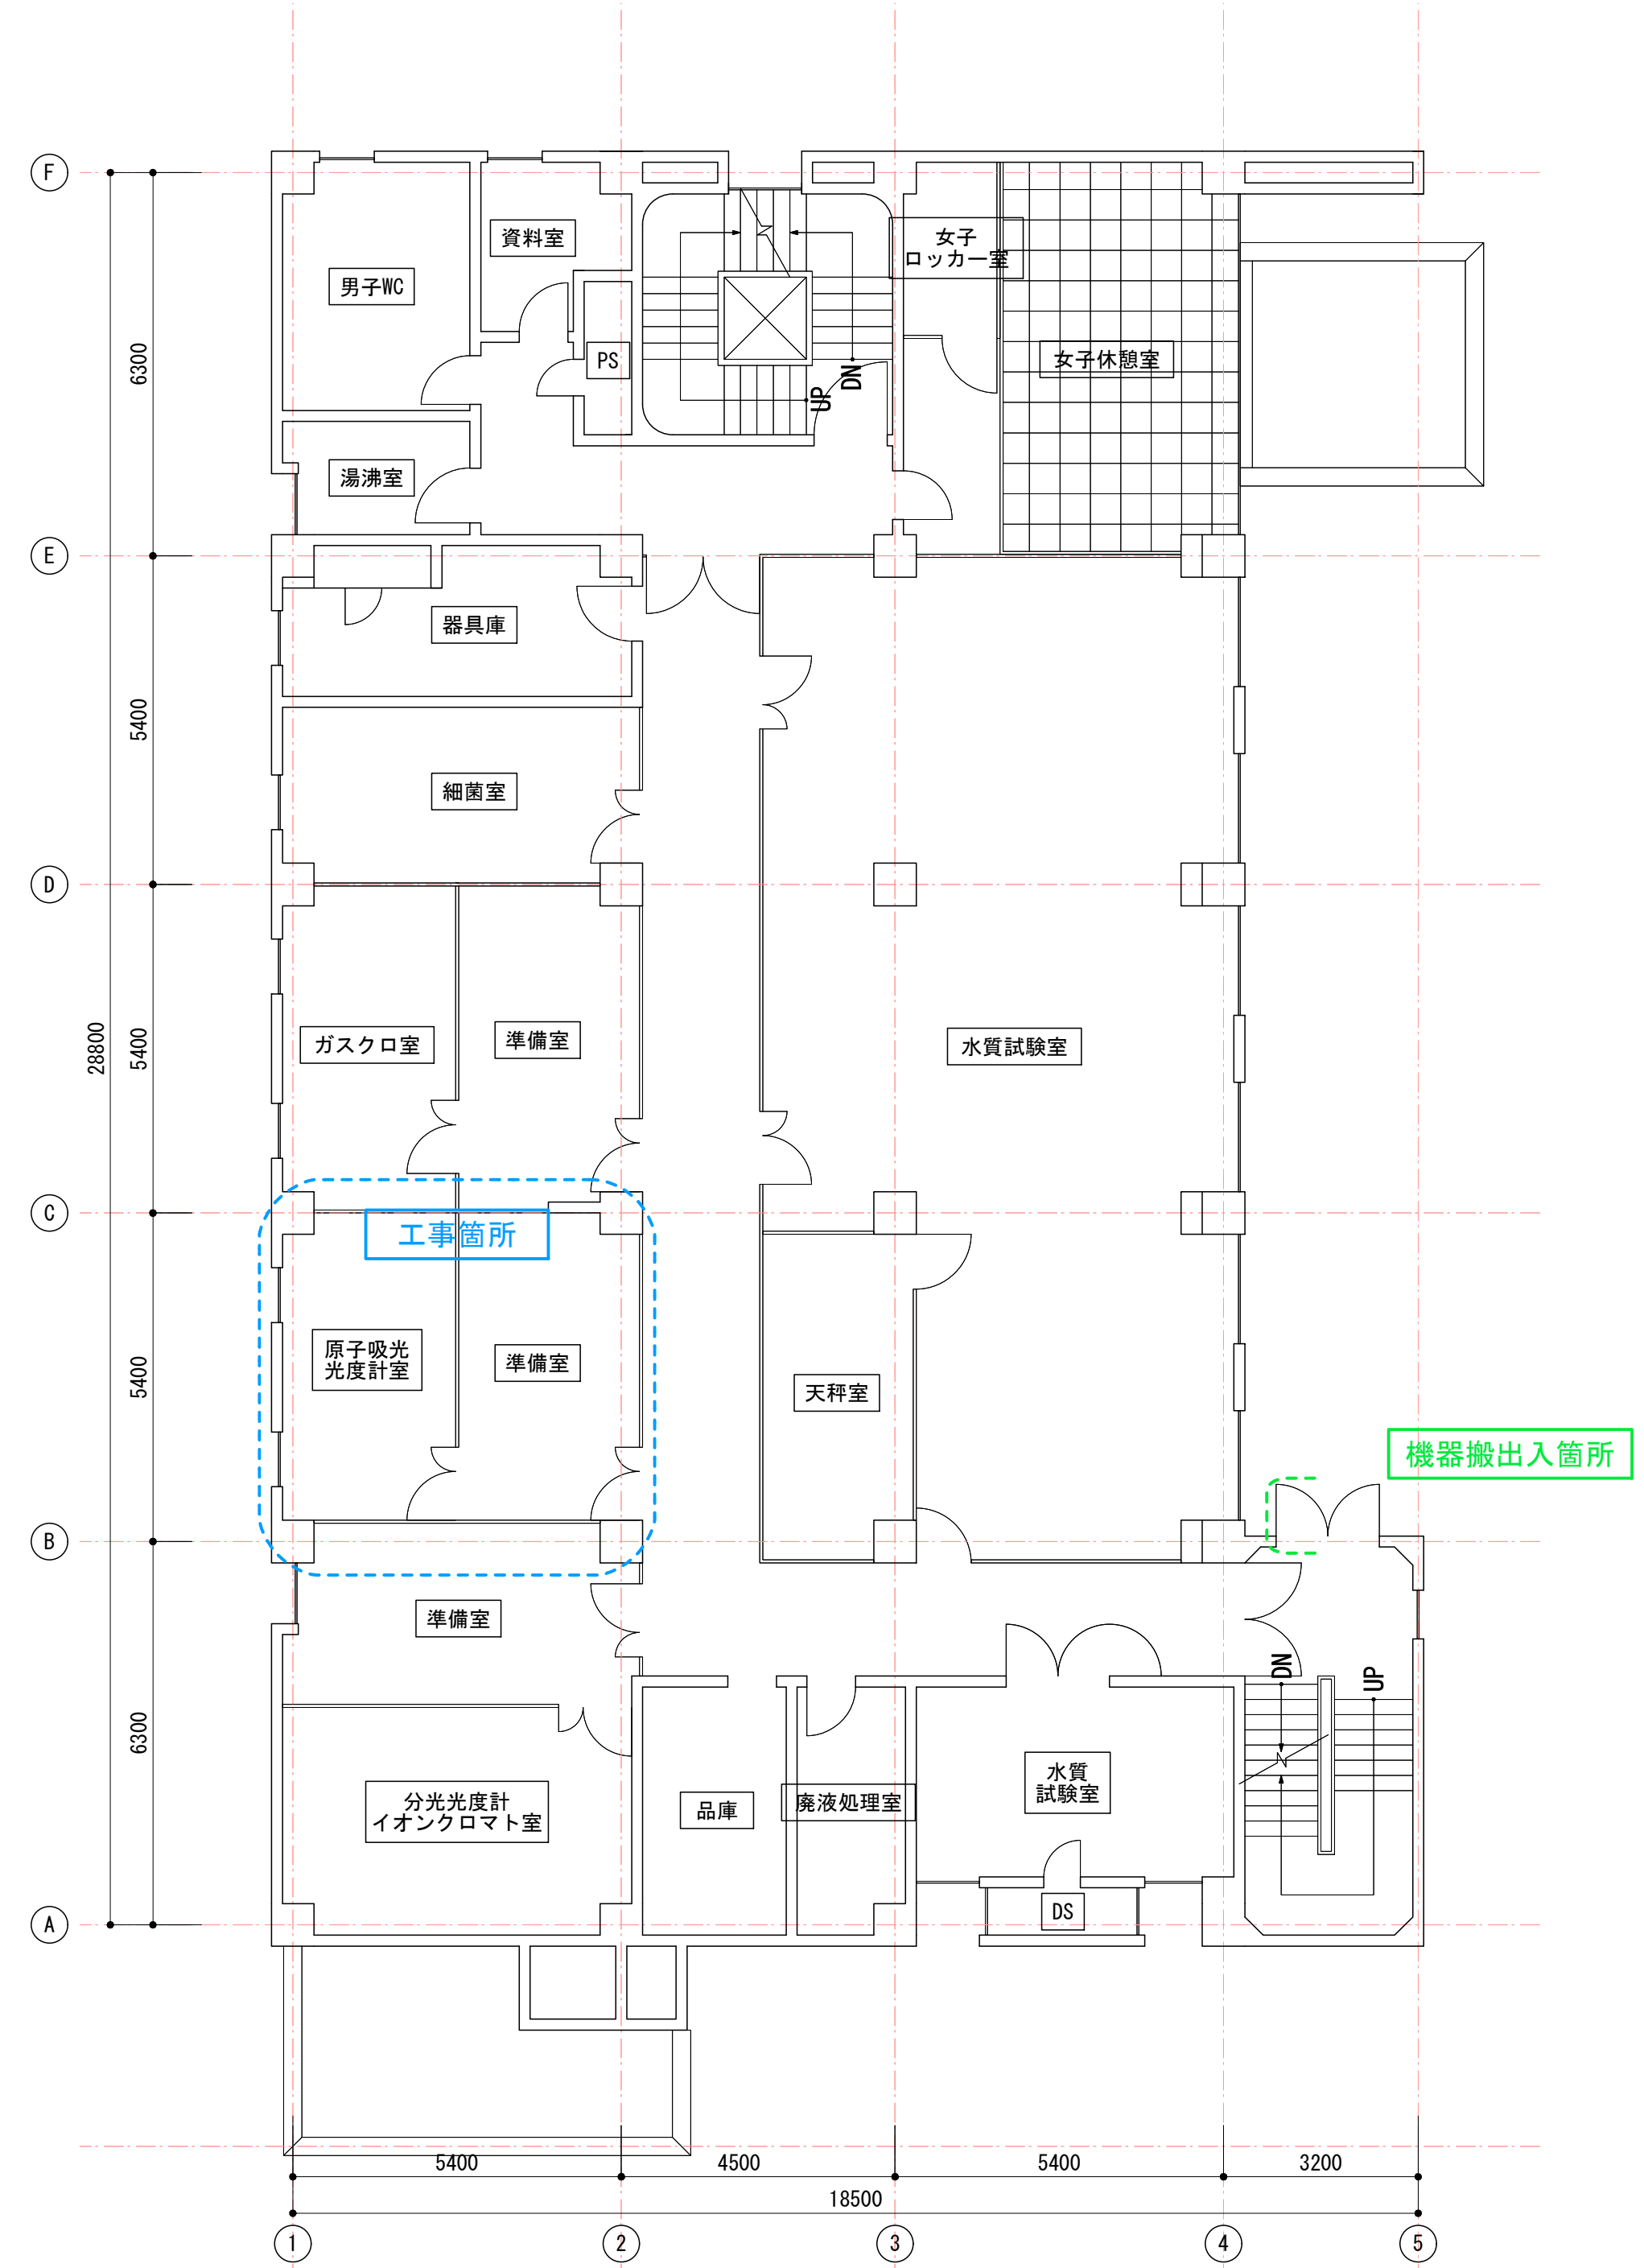 F
資料室
女子
ロッカー室
男子WC
PS
女子休憩室
DN
UP
6300
湯沸室
E
器具庫
5400
細菌室
D
28800
5400
ガスクロ室
準備室
水質試験室
C
工事箇所
原子吸光
光度計室
準備室
5400
天秤室
機器搬出入箇所
B
準備室
DN
UP
6300
分光光度計
イオンクロマト室
品庫
廃液処理室
水質
試験室
DS
A
5400
4500
5400
3200
18500
1
2
3
4
5